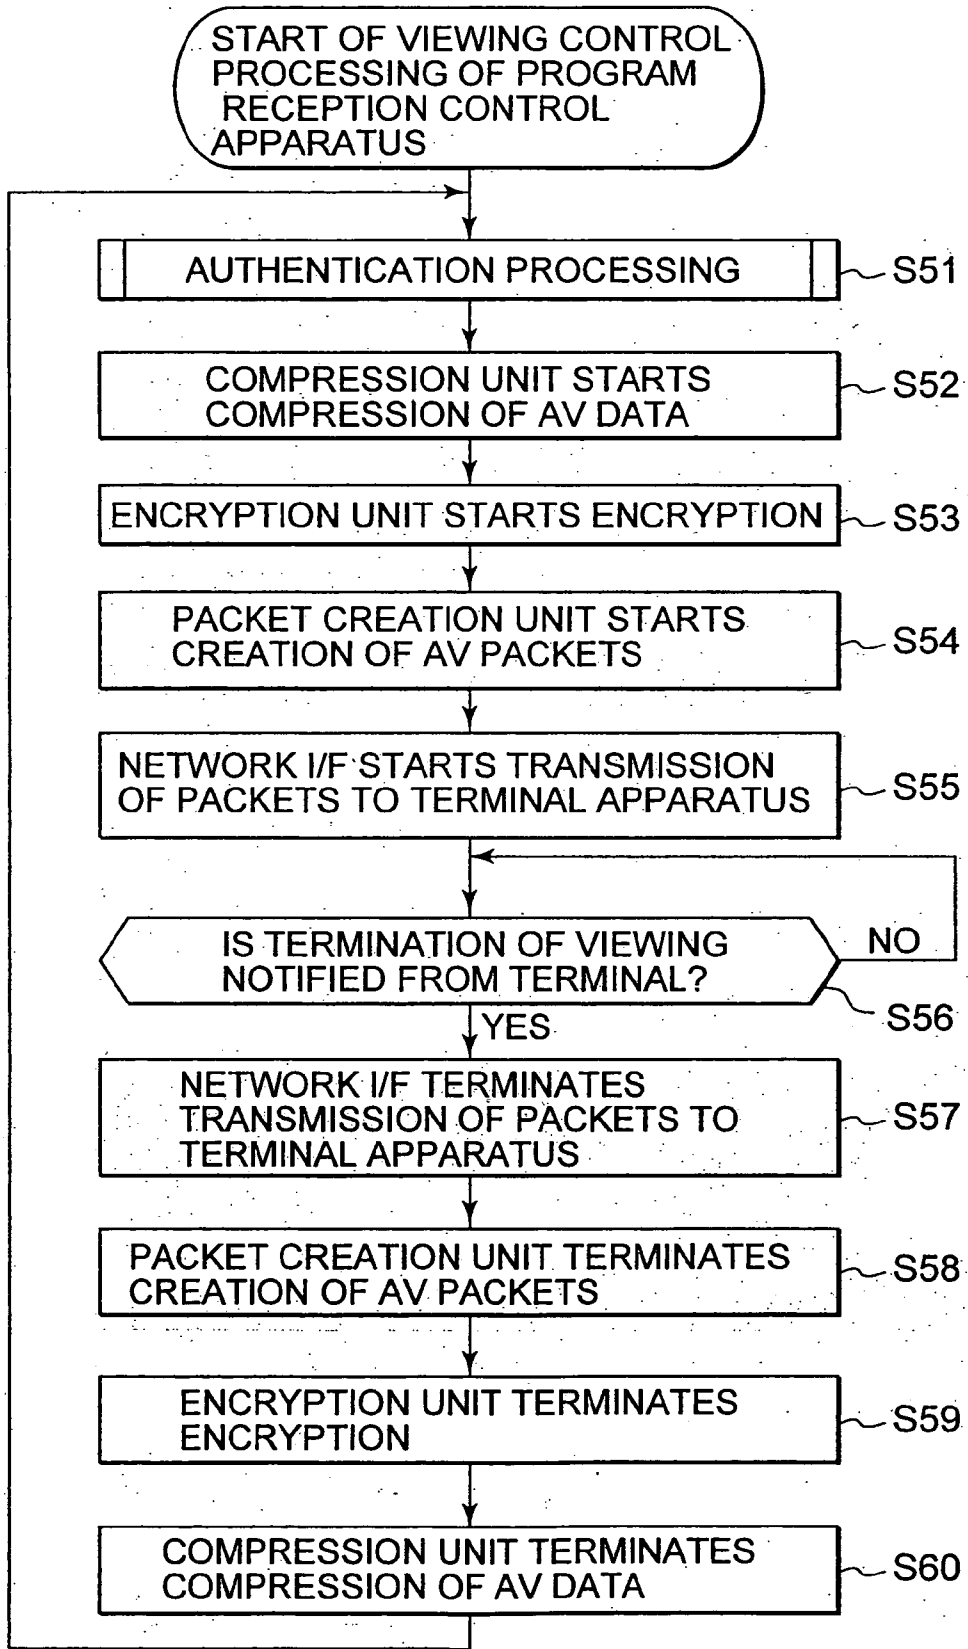 START OF VIEWING CONTROL
PROCESSING OF PROGRAM
RECEPTION CONTROL
APPARATUS
AUTHENTICATION PROCESSING
S51
COMPRESSION UNIT STARTS
COMPRESSION OF AV DATA
S52
ENCRYPTION UNIT STARTS ENCRYPTION
S53
PACKET CREATION UNIT STARTS
CREATION OF AV PACKETS
S54
NETWORK I/F STARTS TRANSMISSION
OF PACKETS TO TERMINAL APPARATUS
S55
IS TERMINATION OF VIEWING
NOTIFIED FROM TERMINAL?
NO
S56
YES
NETWORK I/F TERMINATES
TRANSMISSION OF PACKETS TO
TERMINAL APPARATUS
S57
PACKET CREATION UNIT TERMINATES
CREATION OF AV PACKETS
S58
ENCRYPTION UNIT TERMINATES
ENCRYPTION
S59
COMPRESSION UNIT TERMINATES
COMPRESSION OF AV DATA
S60